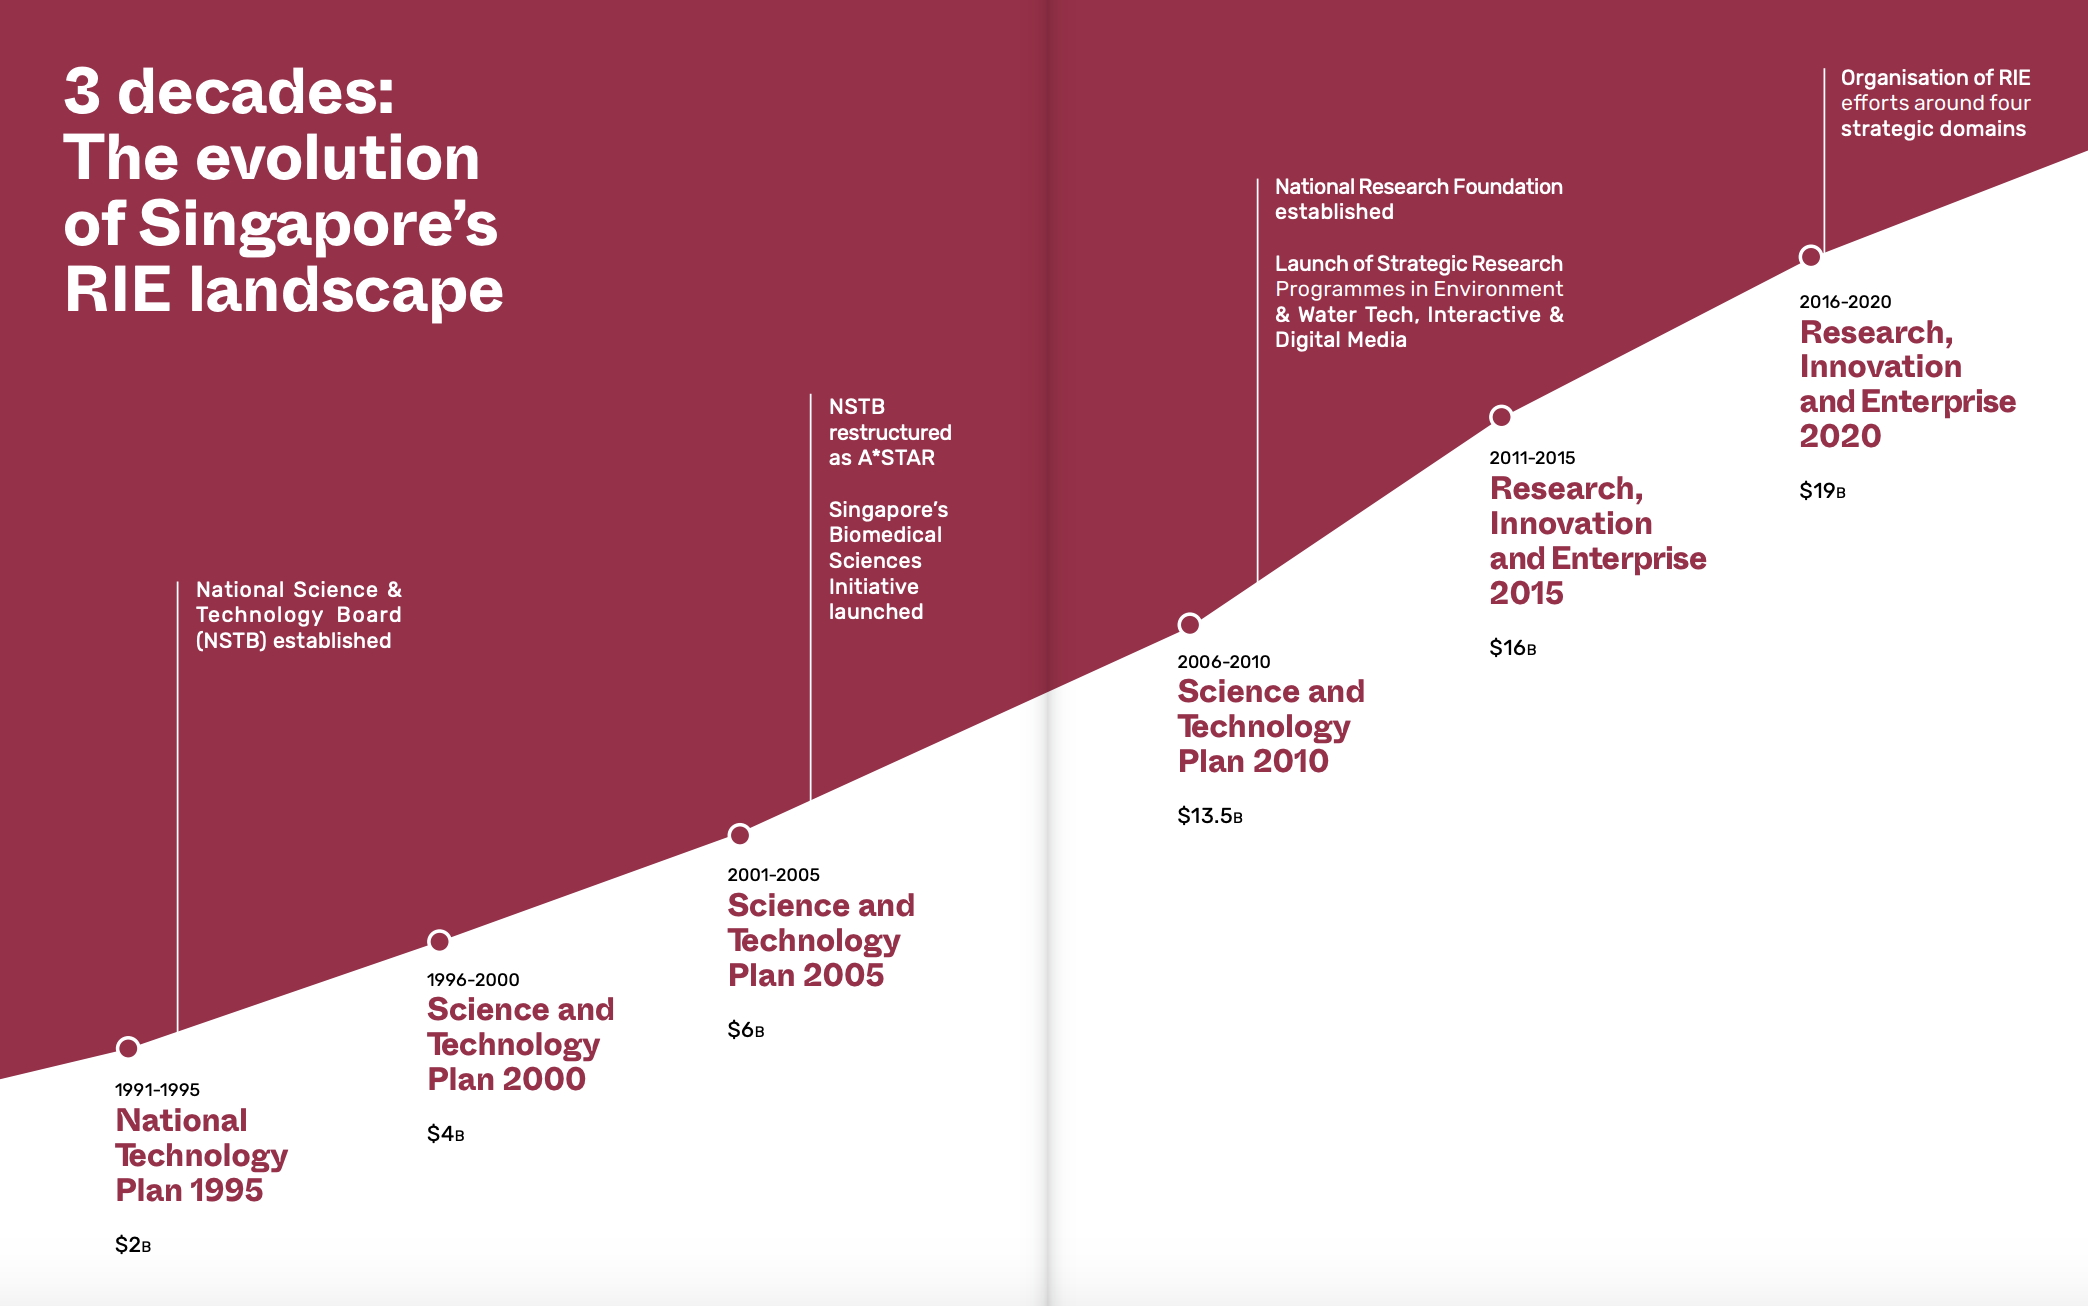 3 decades:
The evolution
of Singapore's
RIE landscape
National Science &
Technology Board
(NSTB) established
1991-1995
National
Technology
Plan 1995
$2B
1996-2000
Science and
Technology
Plan 2000
$4B
NSTB
restructured
as A*STAR
Singapore's
Biomedical
Sciences
Initiative
launched
2001-2005
Science and
Technology
Plan 2005
$6B
National Research Foundation
established
Launch of Strategic Research
Programmes in Environment
& Water Tech, Interactive &
Digital Media
2006-2010
Science and
Technology
Plan 2010
$13.5B
2011-2015
Research,
Innovation
and Enterprise
2015
$16B
Organisation of RIE
efforts around four
strategic domains
2016-2020
Research,
Innovation
and Enterprise
2020
$19B